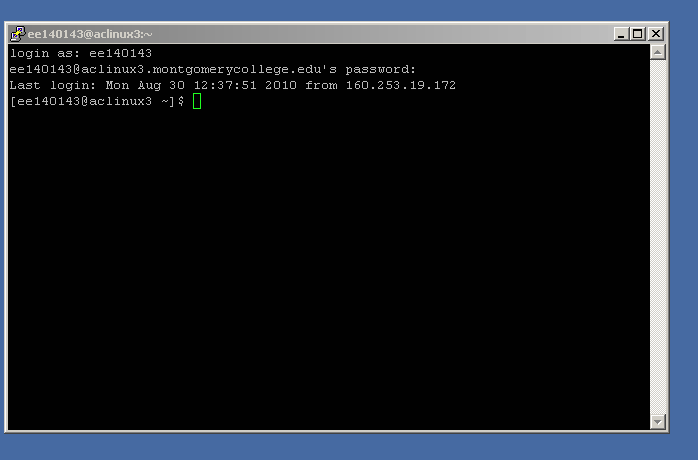 ee140143@aclinux3:~
login as: ee140143
ee140143@aclinux3.montgomerycollege.edu's password:
Last login: Mon Aug 30 12:37:51 2010 from 160.253.19.172
[ee140143@aclinux3 ~]$